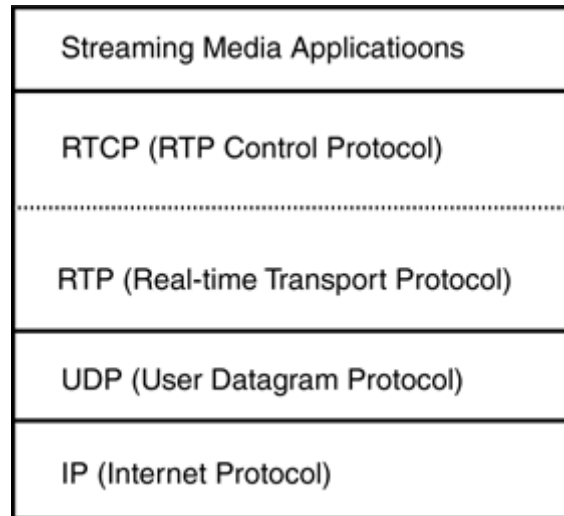 Streaming Media Applicatioons
RTCP (RTP Control Protocol)
RTP (Real-time Transport Protocol)
UDP (User Datagram Protocol)
IP (Internet Protocol)